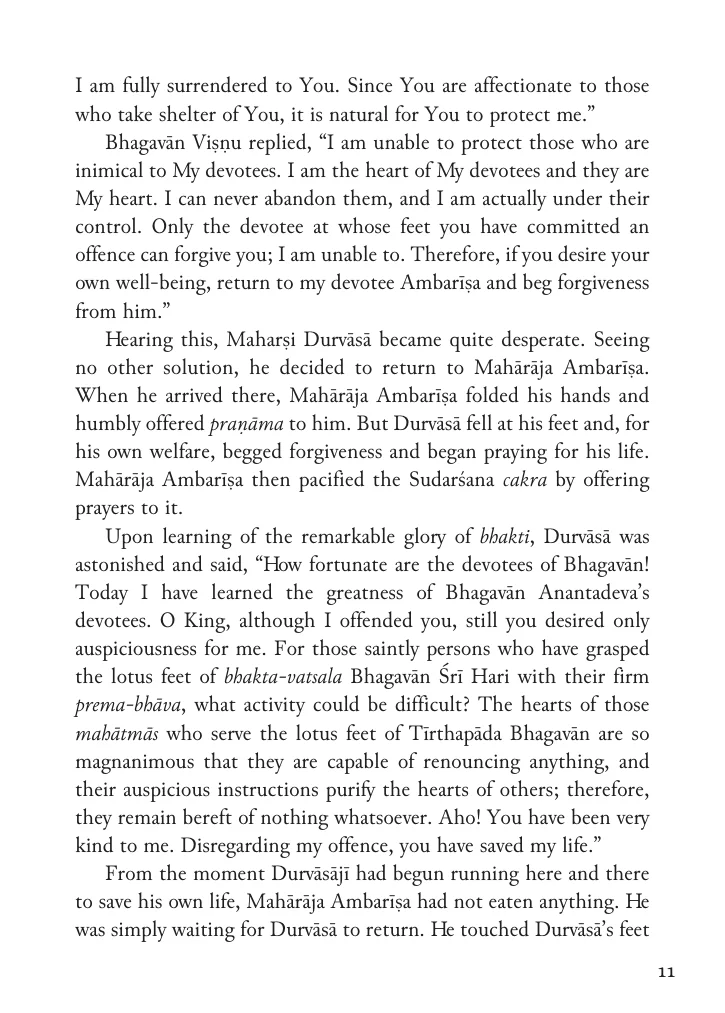 I am fully surrendered to You. Since You are affectionate to those
who take shelter of You, it is natural for You to protect me.”
Bhagavān Viṣṇu replied, “I am unable to protect those who are
inimical to My devotees. I am the heart of My devotees and they are
My heart. I can never abandon them, and I am actually under their
control. Only the devotee at whose feet you have committed an
offence can forgive you; I am unable to. Therefore, if you desire your
own well-being, return to my devotee Ambarīṣa and beg forgiveness
from him.”
Hearing this, Maharṣi Durvāsā became quite desperate. Seeing
no other solution, he decided to return to Mahārāja Ambarīṣa.
When he arrived there, Mahārāja Ambarīṣa folded his hands and
humbly offered praṇāma to him. But Durvāsā fell at his feet and, for
his own welfare, begged forgiveness and began praying for his life.
Mahārāja Ambarīṣa then pacified the Sudarśana cakra by offering
prayers to it.
Upon learning of the remarkable glory of bhakti, Durvāsā was
astonished and said, “How fortunate are the devotees of Bhagavān!
Today I have learned the greatness of Bhagavān Anantadeva’s
devotees. O King, although I offended you, still you desired only
auspiciousness for me. For those saintly persons who have grasped
the lotus feet of bhakta-vatsala Bhagavān Śrī Hari with their firm
prema-bhāva, what activity could be difficult? The hearts of those
mahātmās who serve the lotus feet of Tīrthapāda Bhagavān are so
magnanimous that they are capable of renouncing anything, and
their auspicious instructions purify the hearts of others; therefore,
they remain bereft of nothing whatsoever. Aho! You have been very
kind to me. Disregarding my offence, you have saved my life.”
From the moment Durvāsājī had begun running here and there
to save his own life, Mahārāja Ambarīṣa had not eaten anything. He
was simply waiting for Durvāsā to return. He touched Durvāsā’s feet
11